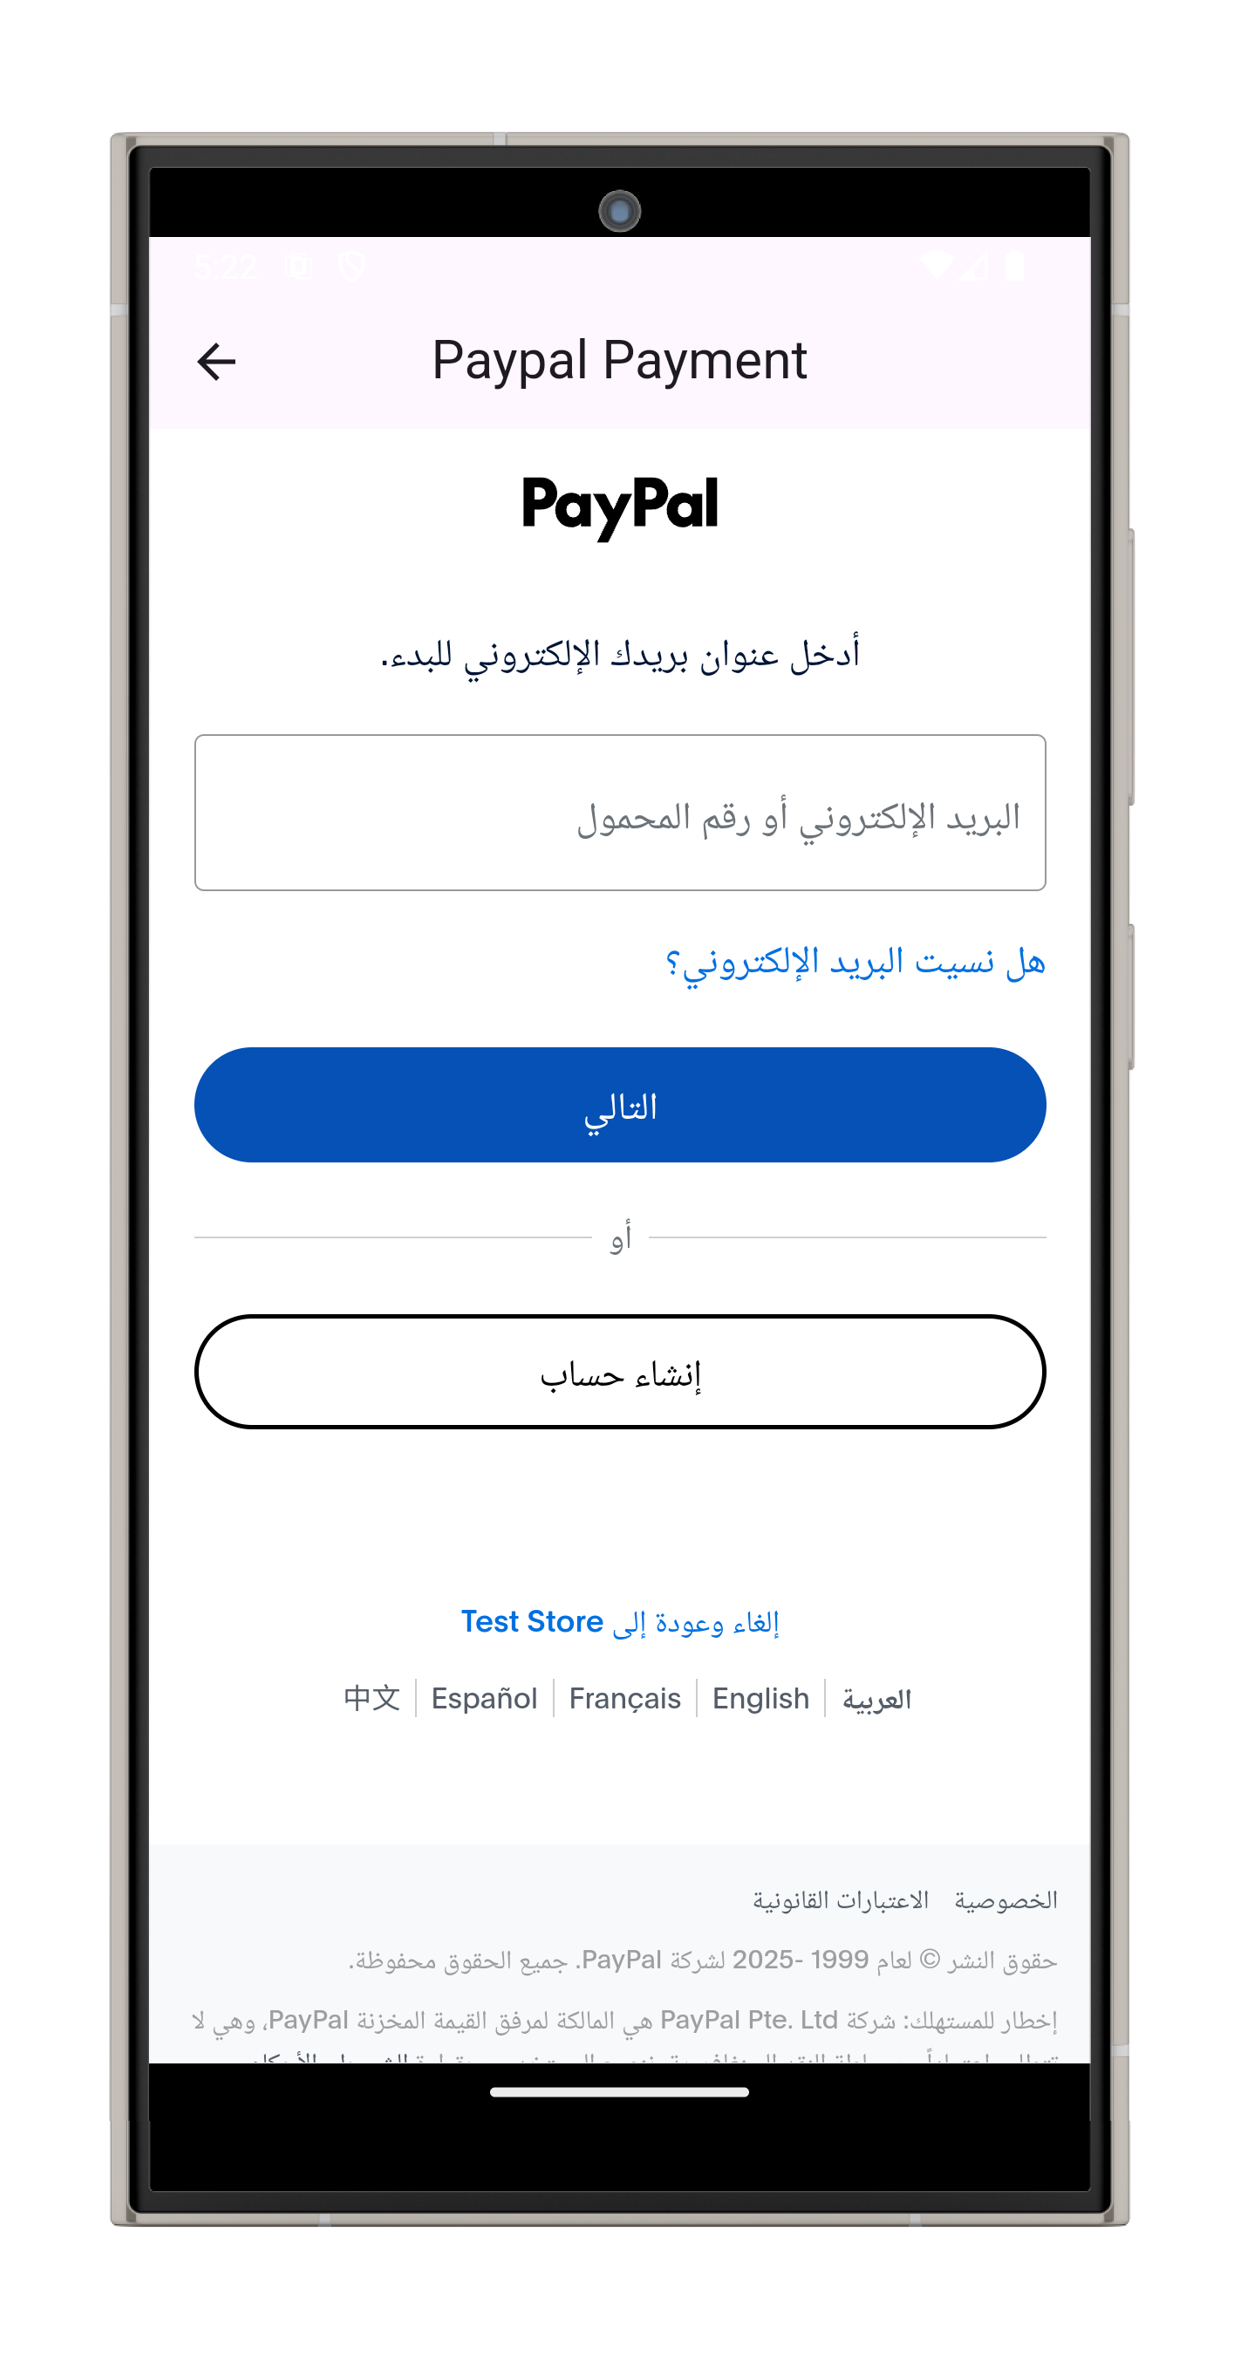 5:22
Paypal Payment
PayPal
أدخل عنوان بريدك الإلكتروني للبدء.
البريد الإلكتروني أو رقم المحمول
هل نسيت البريد الإلكتروني؟
التالي
أو
إنشاء حساب
إلغاء وعودة إلى Test Store
العربية English Français Español 中文
الخصوصية الاعتبارات القانونية
حقوق النشر © لعام 1999 -2025 لشركة PayPal. جميع الحقوق محفوظة.
إخطار للمستهلك: شركة PayPal Pte. Ltd هي المالكة لمرفق القيمة المخزنة PayPal، وهي لا